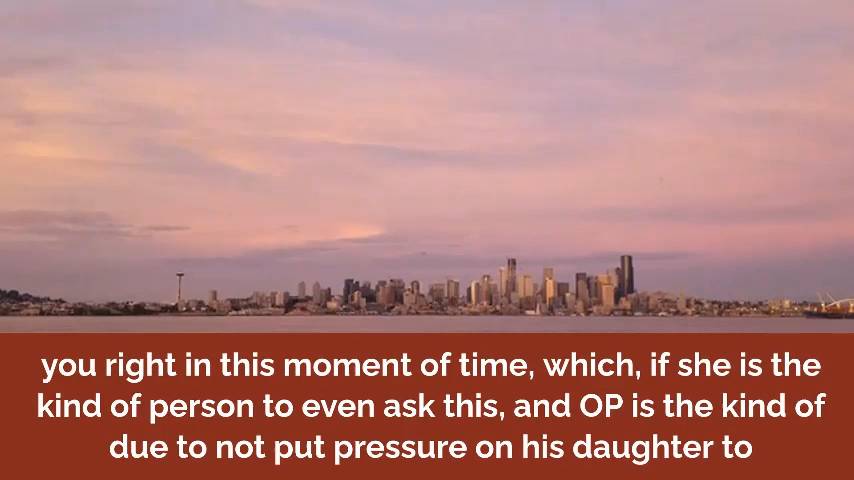 you right in this moment of time, which, if she is the
kind of person to even ask this, and OP is the kind of
due to not put pressure on his daughter to